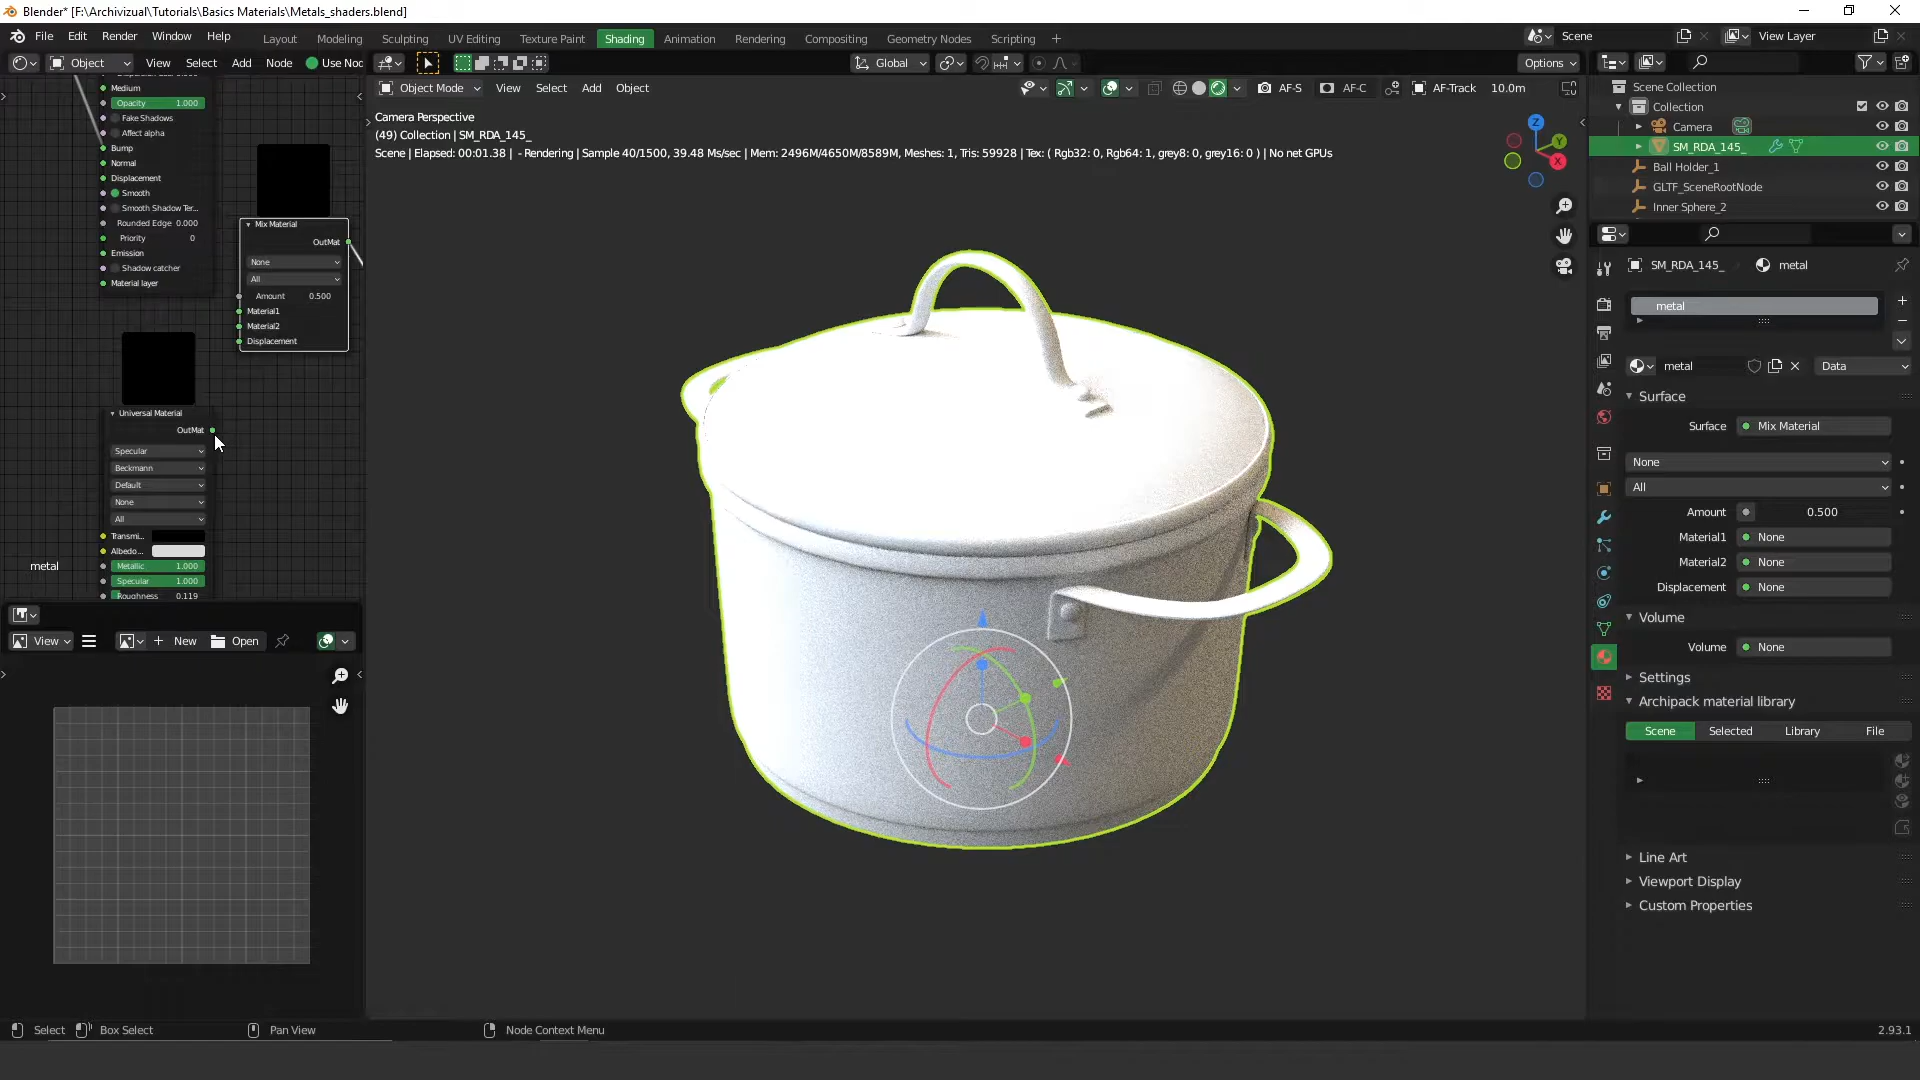 Blender* [F:\Archivizual\Tutorials\Basics Materials\Metals_shaders.blend]
File Edit Render Window Help Layout Modeling Sculpting UV Editing Texture Paint Shading Animation Rendering Compositing Geometry Nodes Scripting + Scene View Layer
Object View Select Add Node Use Nod Global Options
Object Mode View Select Add Object AF-S AF-C AF-Track 10.0m
Camera Perspective
(49) Collection | SM_RDA_145_
Scene | Elapsed: 00:01.38 | - Rendering | Sample 40/1500, 39.48 Ms/sec | Mem: 2496M/4650M/8589M, Meshes: 1, Tris: 59928 | Tex: ( Rgb32: 0, Rgb64: 1, grey8: 0, grey16: 0 ) | No net GPUs
Z
Y
X
Medium
Opacity 1.000
Fake Shadows
Affect alpha
Bump
Normal
Displacement
Smooth
Smooth Shadow Ter...
Rounded Edge 0.000
Priority 0
Emission
Shadow catcher
Material layer
Mix Material
OutMat
None
All
Amount 0.500
Material1
Material2
Displacement
Universal Material
OutMat
Specular
Beckmann
Default
None
All
Transmi...
Albedo...
Metallic 1.000
Specular 1.000
Roughness 0.119
metal
View New Open
Scene Collection
Collection
Camera
SM_RDA_145_
Ball Holder_1
GLTF_SceneRootNode
Inner Sphere_2
SM_RDA_145_ metal
metal
metal Data
Surface
Surface Mix Material
None
All
Amount 0.500
Material1 None
Material2 None
Displacement None
Volume
Volume None
Settings
Archipack material library
Scene Selected Library File
Line Art
Viewport Display
Custom Properties
Select Box Select Pan View Node Context Menu 2.93.1